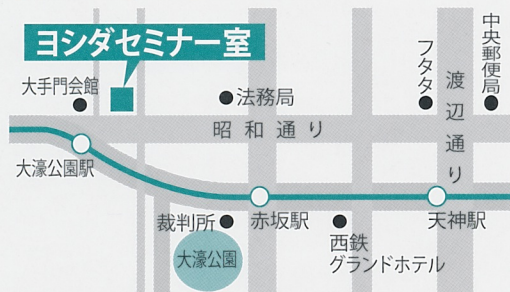 ヨシダセミナー室
大手門会館
法務局
フタタ
中央郵便局
渡辺通り
昭和通り
大濠公園駅
裁判所
赤坂駅
天神駅
大濠公園
西鉄
グランドホテル